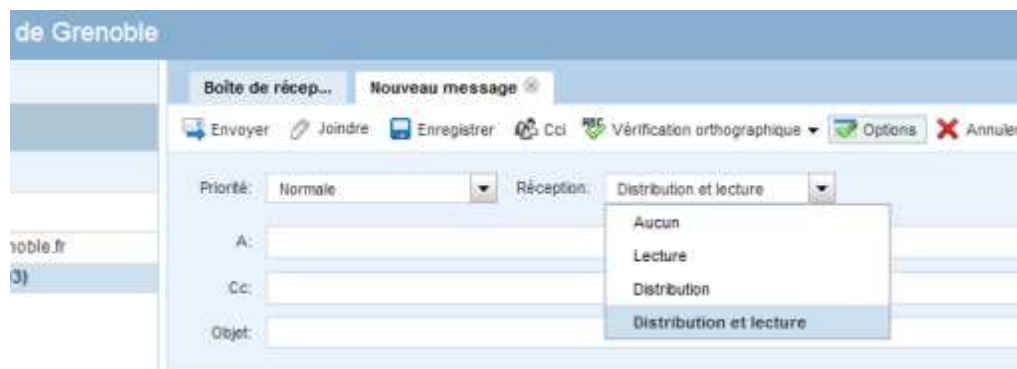 de Grenoble
Boîte de récep... Nouveau message
Envoyer Joindre Enregistrer Cci Vérification orthographique Options Annuler
Priorité: Normale Réception: Distribution et lecture
Aucun
A:
noble.fr
Lecture
3)
Cc: Distribution
Distribution et lecture
Objet: